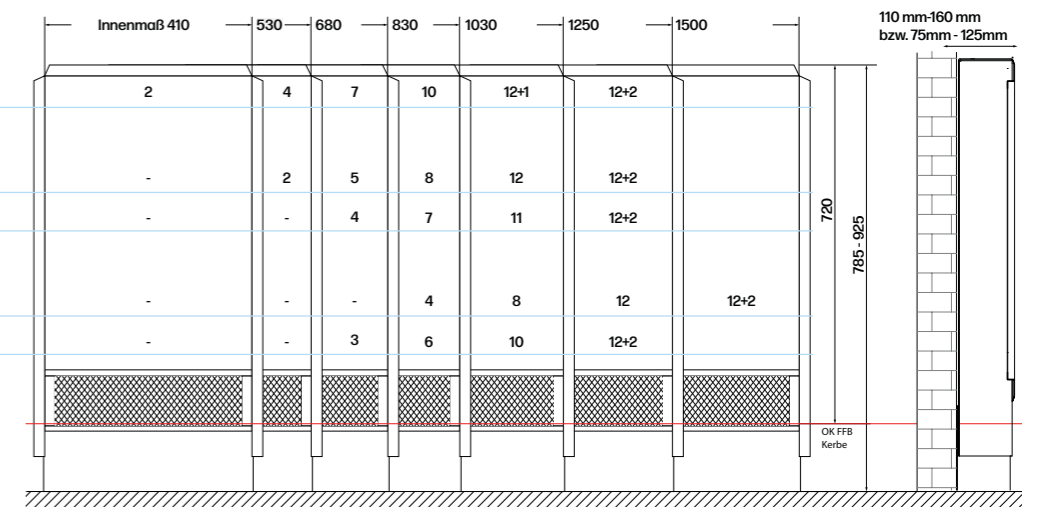 Innenmaß 410 530 680 830 1030 1250 1500
110 mm-160 mm
bzw. 75mm - 125mm
2 4 7 10 12+1 12+2
- 2 5 8 12 12+2
- - 4 7 11 12+2
720
785 - 925
- - - 4 8 12 12+2
- - 3 6 10 12+2
OK FFB
Kerbe